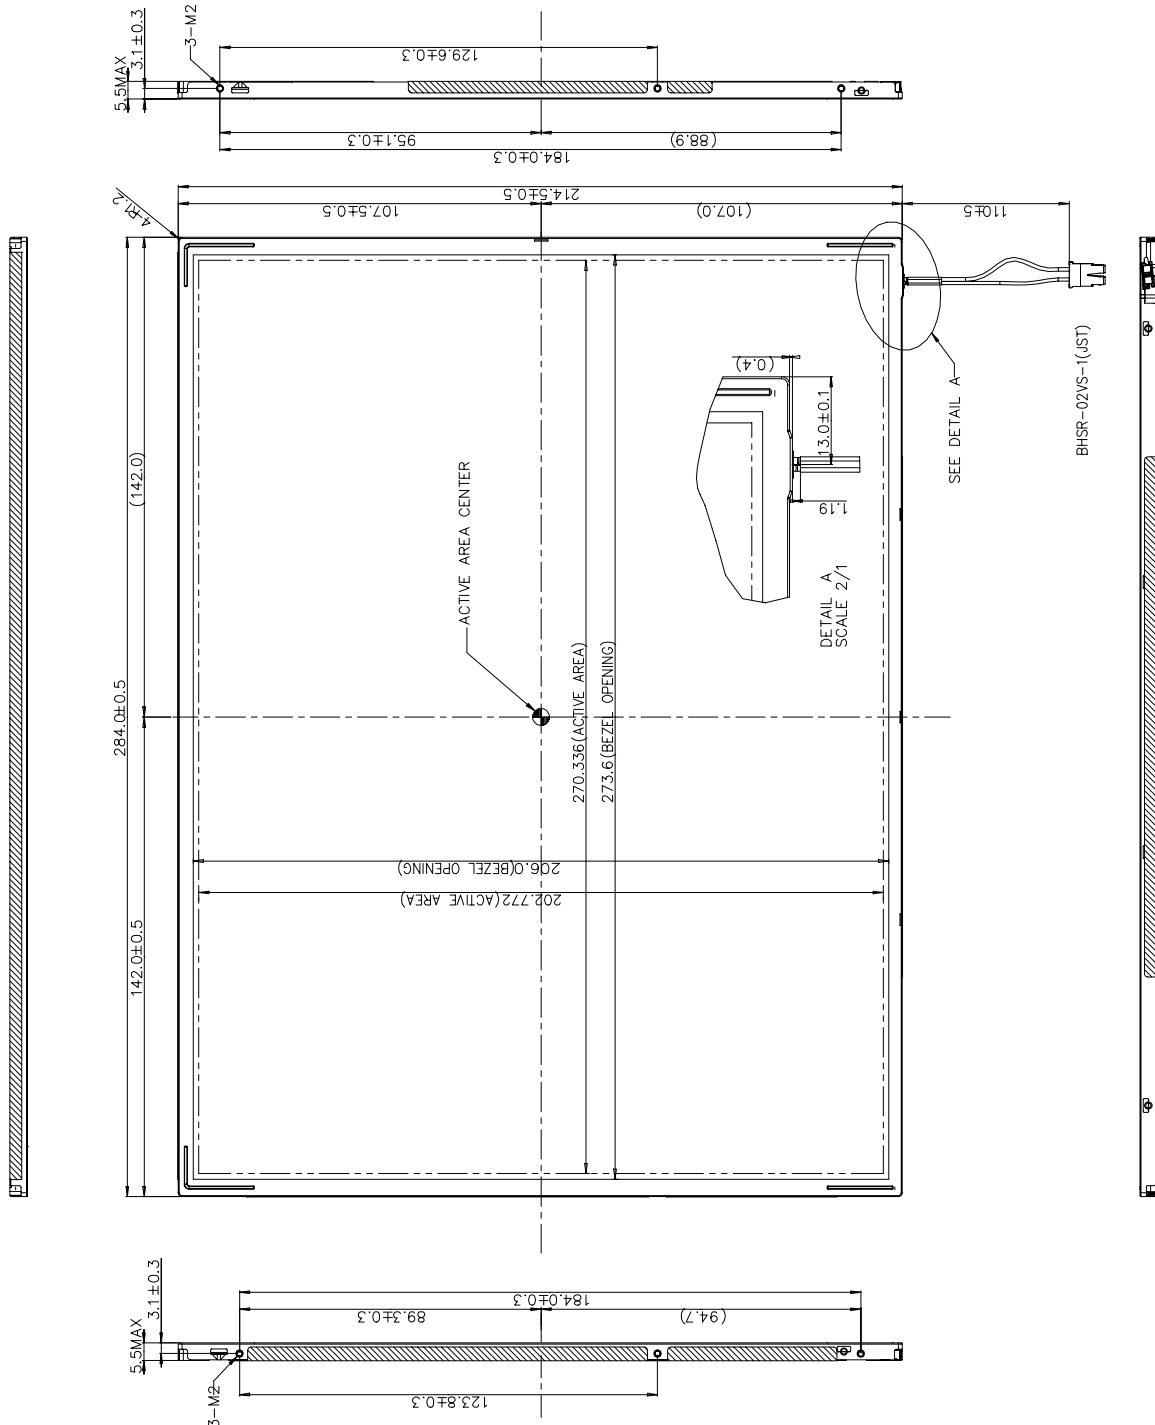 5.5MAX
3.1±0.3
3-M2
129.6±0.3
95.1±0.3
(88.9)
184.0±0.3
4-R1.2
214.5±0.5
107.5±0.5
(107.0)
110±5
284.0±0.5
(142.0)
142.0±0.5
ACTIVE AREA CENTER
270.336(ACTIVE AREA)
273.6(BEZEL OPENING)
206.0(BEZEL OPENING)
202.772(ACTIVE AREA)
(0.4)
13.0±0.1
1.19
DETAIL A
SCALE 2/1
SEE DETAIL A
BHSR-02VS-1(JST)
5.5MAX
3.1±0.3
184.0±0.3
89.3±0.3
(94.7)
3-M2
123.8±0.3